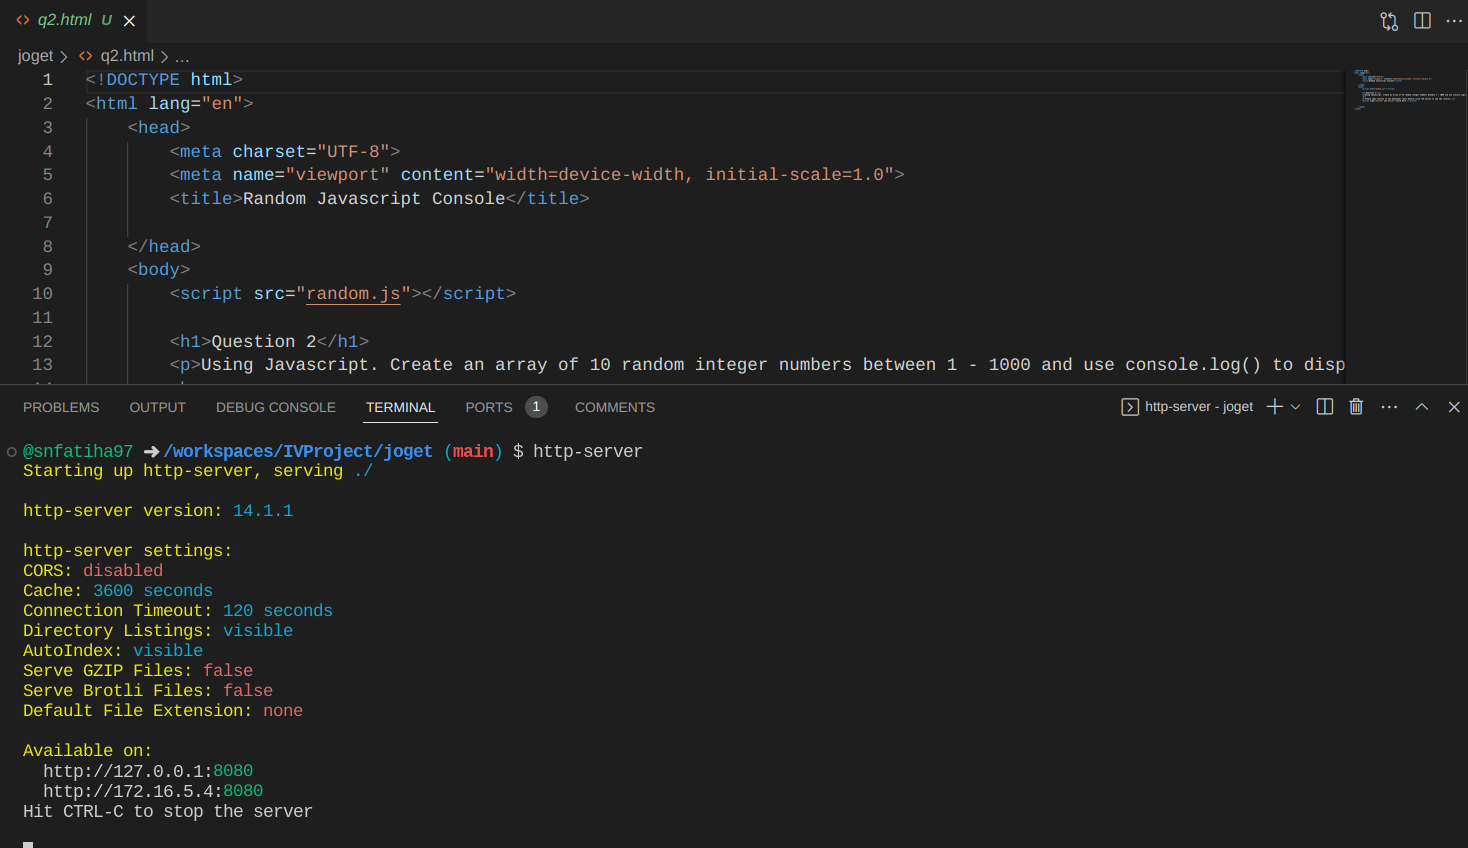 q2.html U
joget > q2.html > ...
1 <!DOCTYPE html>
2 <html lang="en">
3 <head>
4 <meta charset="UTF-8">
5 <meta name="viewport" content="width=device-width, initial-scale=1.0">
6 <title>Random Javascript Console</title>
7
8 </head>
9 <body>
10 <script src="random.js"></script>
11
12 <h1>Question 2</h1>
13 <p>Using Javascript. Create an array of 10 random integer numbers between 1 - 1000 and use console.log() to disp
PROBLEMS OUTPUT DEBUG CONSOLE TERMINAL PORTS 1 COMMENTS http-server - joget
@snfatiha97 ➜ /workspaces/IVProject/joget (main) $ http-server
Starting up http-server, serving ./
http-server version: 14.1.1
http-server settings:
CORS: disabled
Cache: 3600 seconds
Connection Timeout: 120 seconds
Directory Listings: visible
AutoIndex: visible
Serve GZIP Files: false
Serve Brotli Files: false
Default File Extension: none
Available on:
http://127.0.0.1:8080
http://172.16.5.4:8080
Hit CTRL-C to stop the server